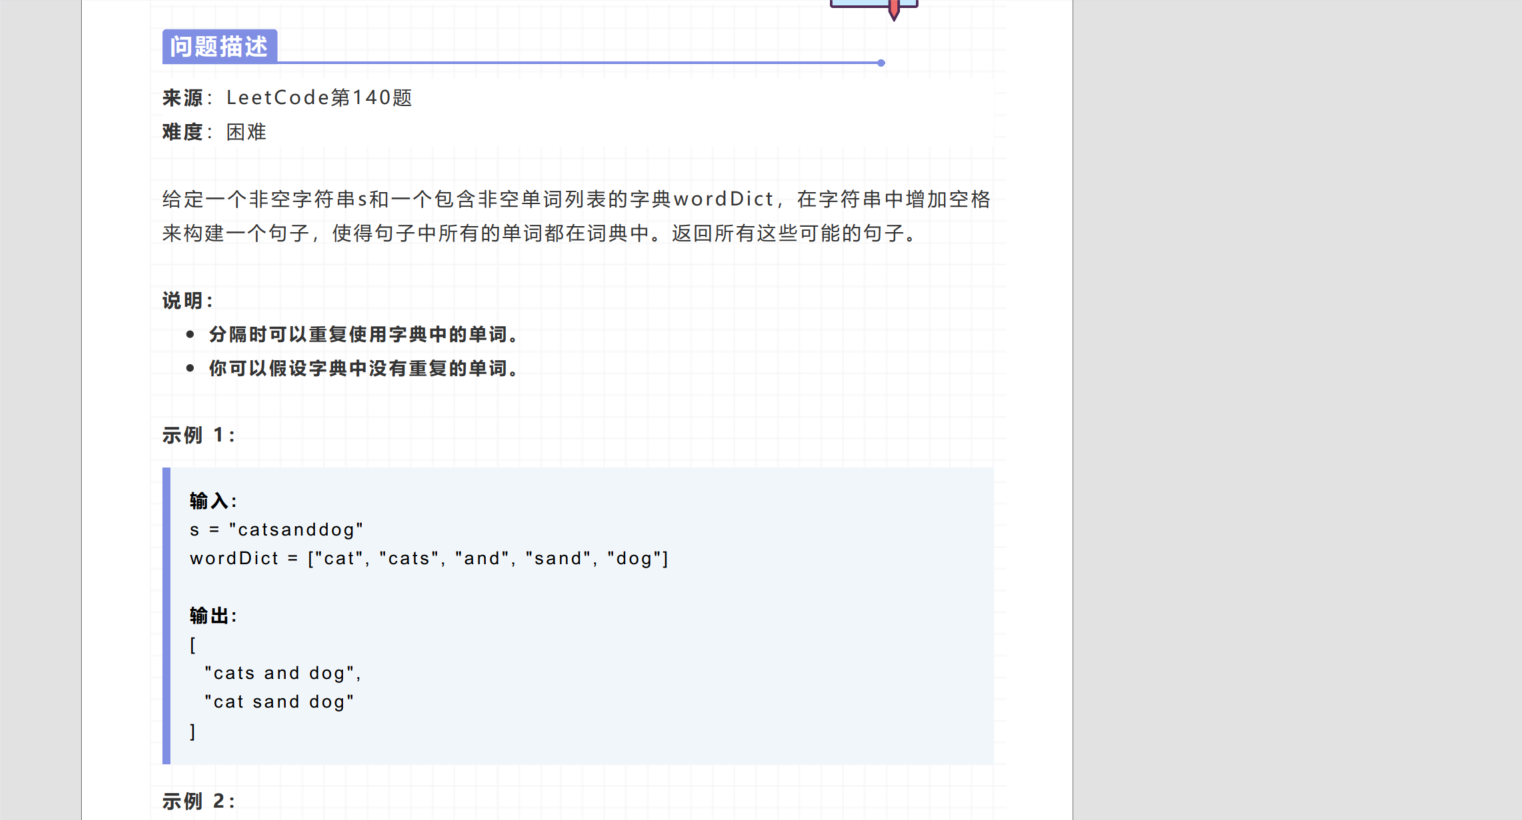 问题描述
来源：LeetCode第140题
难度：困难
给定一个非空字符串s和一个包含非空单词列表的字典wordDict，在字符串中增加空格
来构建一个句子，使得句子中所有的单词都在词典中。返回所有这些可能的句子。
说明：
• 分隔时可以重复使用字典中的单词。
• 你可以假设字典中没有重复的单词。
示例 1：
输入:
s = "catsanddog"
wordDict = ["cat", "cats", "and", "sand", "dog"]
输出:
[
"cats and dog",
"cat sand dog"
]
示例 2：